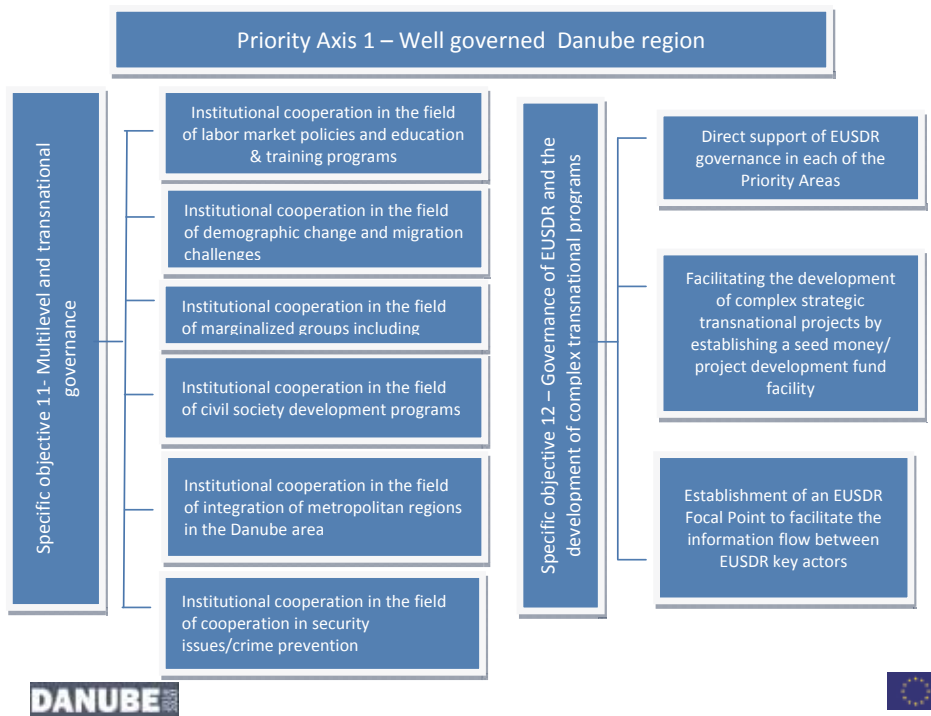 Priority Axis 1 – Well governed  Danube region
Specific objective 11- Multilevel and transnational
governance
Institutional cooperation in the field
of labor market policies and education
& training programs
Institutional cooperation in the field
of demographic change and migration
challenges
Institutional cooperation in the field
of marginalized groups including
Institutional cooperation in the field
of civil society development programs
Institutional cooperation in the field
of integration of metropolitan regions
in the Danube area
Institutional cooperation in the field
of cooperation in security
issues/crime prevention
Specific objective 12 – Governance of EUSDR and the
development of complex transnational programs
Direct support of EUSDR
governance in each of the
Priority Areas
Facilitating the development
of complex strategic
transnational projects by
establishing a seed money/
project development fund
facility
Establishment of an EUSDR
Focal Point to facilitate the
information flow between
EUSDR key actors
DANUBE